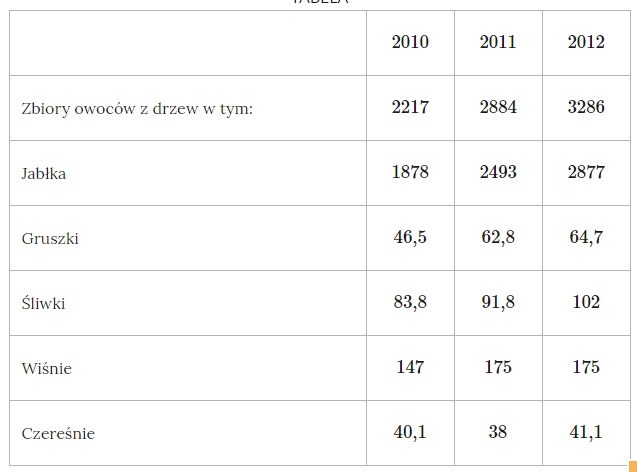 TABELA
2010 2011 2012
Zbiory owoców z drzew w tym: 2217 2884 3286
Jabłka 1878 2493 2877
Gruszki 46,5 62,8 64,7
Śliwki 83,8 91,8 102
Wiśnie 147 175 175
Czereśnie 40,1 38 41,1